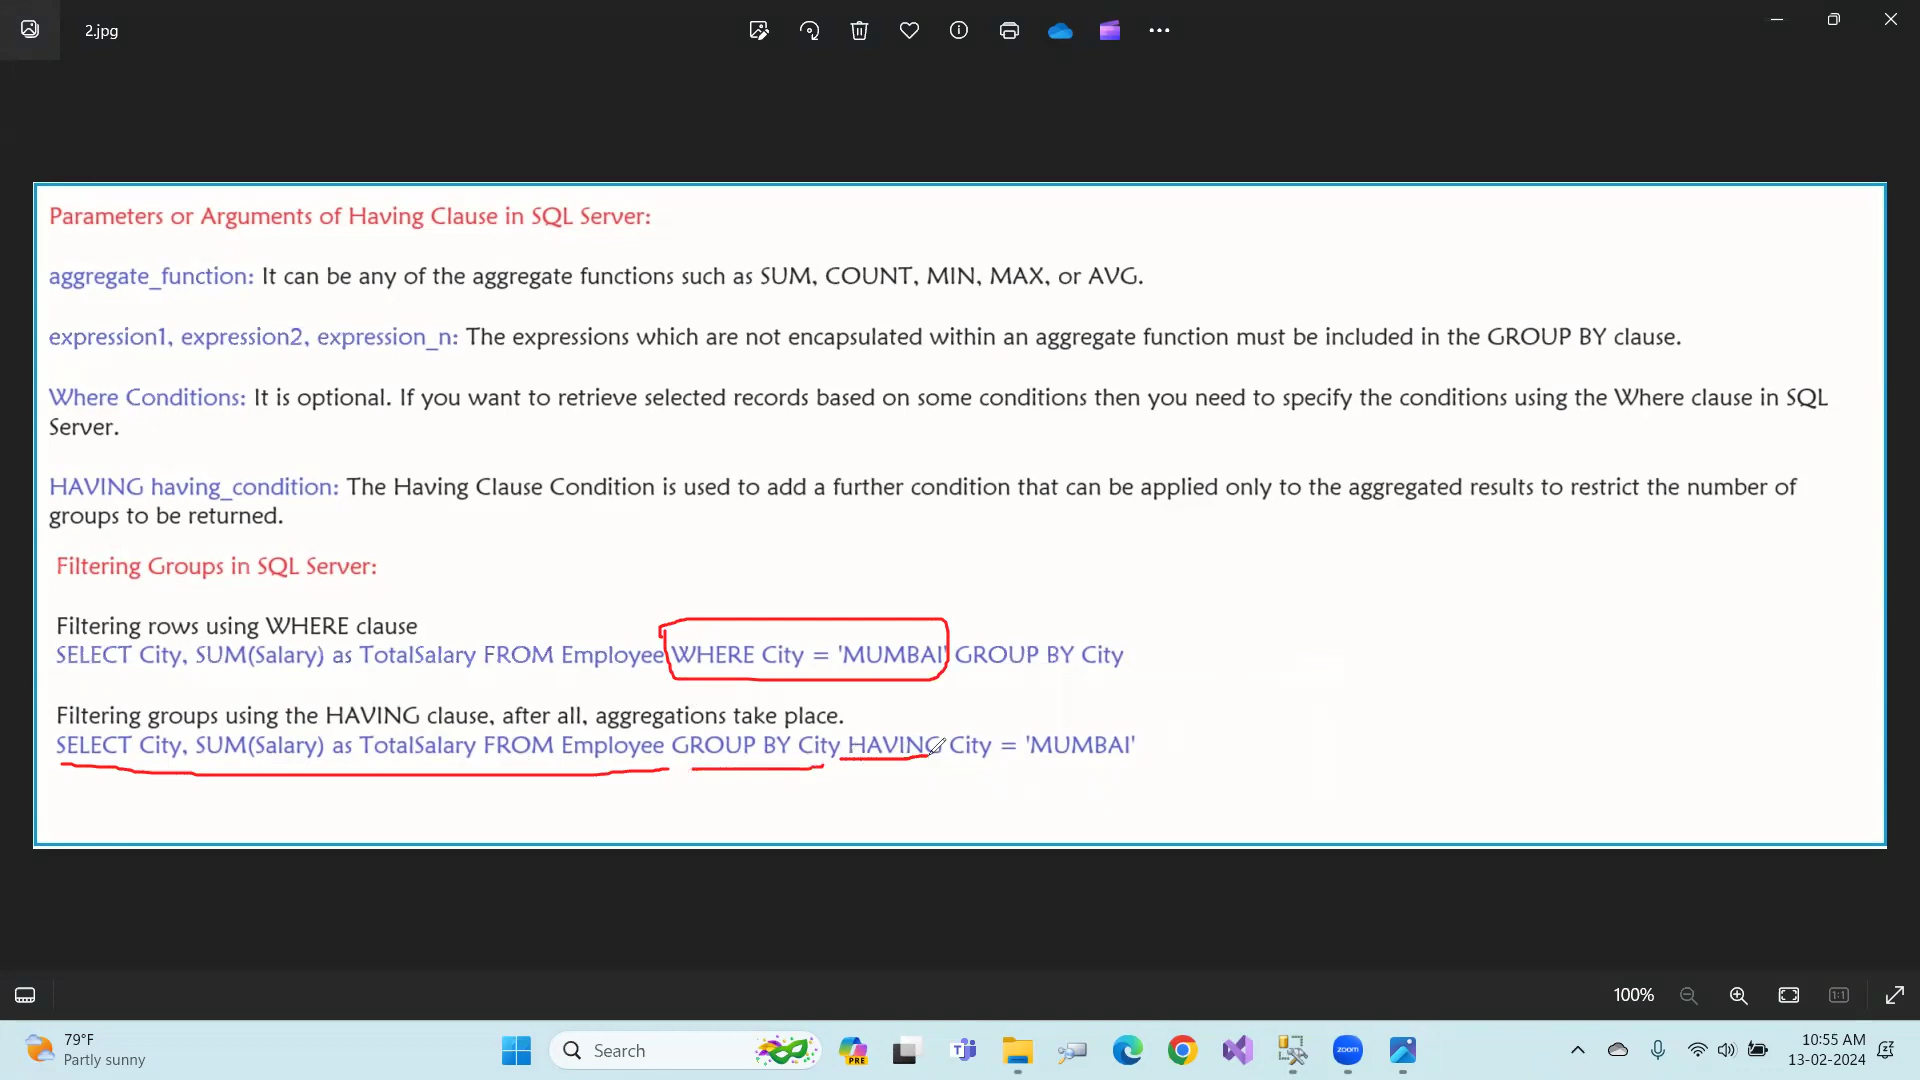 2.jpg
Parameters or Arguments of Having Clause in SQL Server:
aggregate_function: It can be any of the aggregate functions such as SUM, COUNT, MIN, MAX, or AVG.
expression1, expression2, expression_n: The expressions which are not encapsulated within an aggregate function must be included in the GROUP BY clause.
Where Conditions: It is optional. If you want to retrieve selected records based on some conditions then you need to specify the conditions using the Where clause in SQL
Server.
HAVING having_condition: The Having Clause Condition is used to add a further condition that can be applied only to the aggregated results to restrict the number of
groups to be returned.
Filtering Groups in SQL Server:
Filtering rows using WHERE clause
SELECT City, SUM(Salary) as TotalSalary FROM Employee WHERE City = 'MUMBAI' GROUP BY City
Filtering groups using the HAVING clause, after all, aggregations take place.
SELECT City, SUM(Salary) as TotalSalary FROM Employee GROUP BY City HAVING City = 'MUMBAI'
100%
1:1
79°F
Partly sunny
Search
PRE
zoom
10:55 AM
13-02-2024